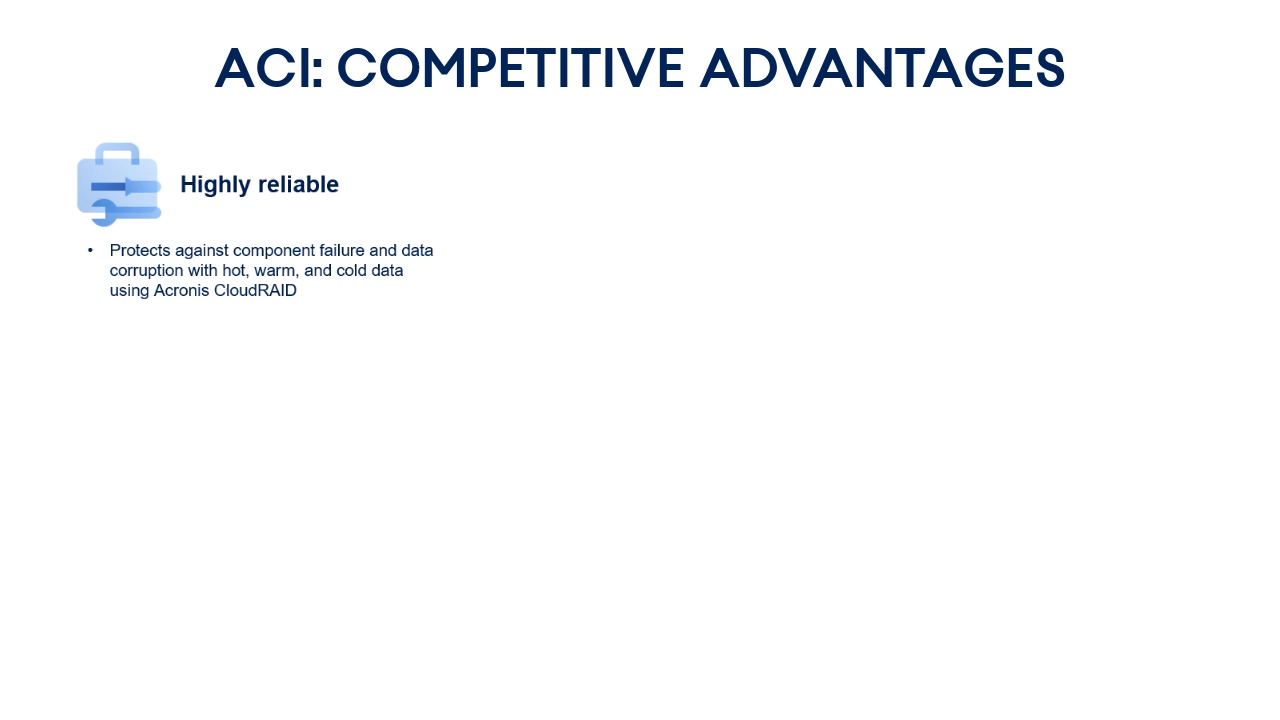 ACI: COMPETITIVE ADVANTAGES
Highly reliable
• Protects against component failure and data
corruption with hot, warm, and cold data
using Acronis CloudRAID